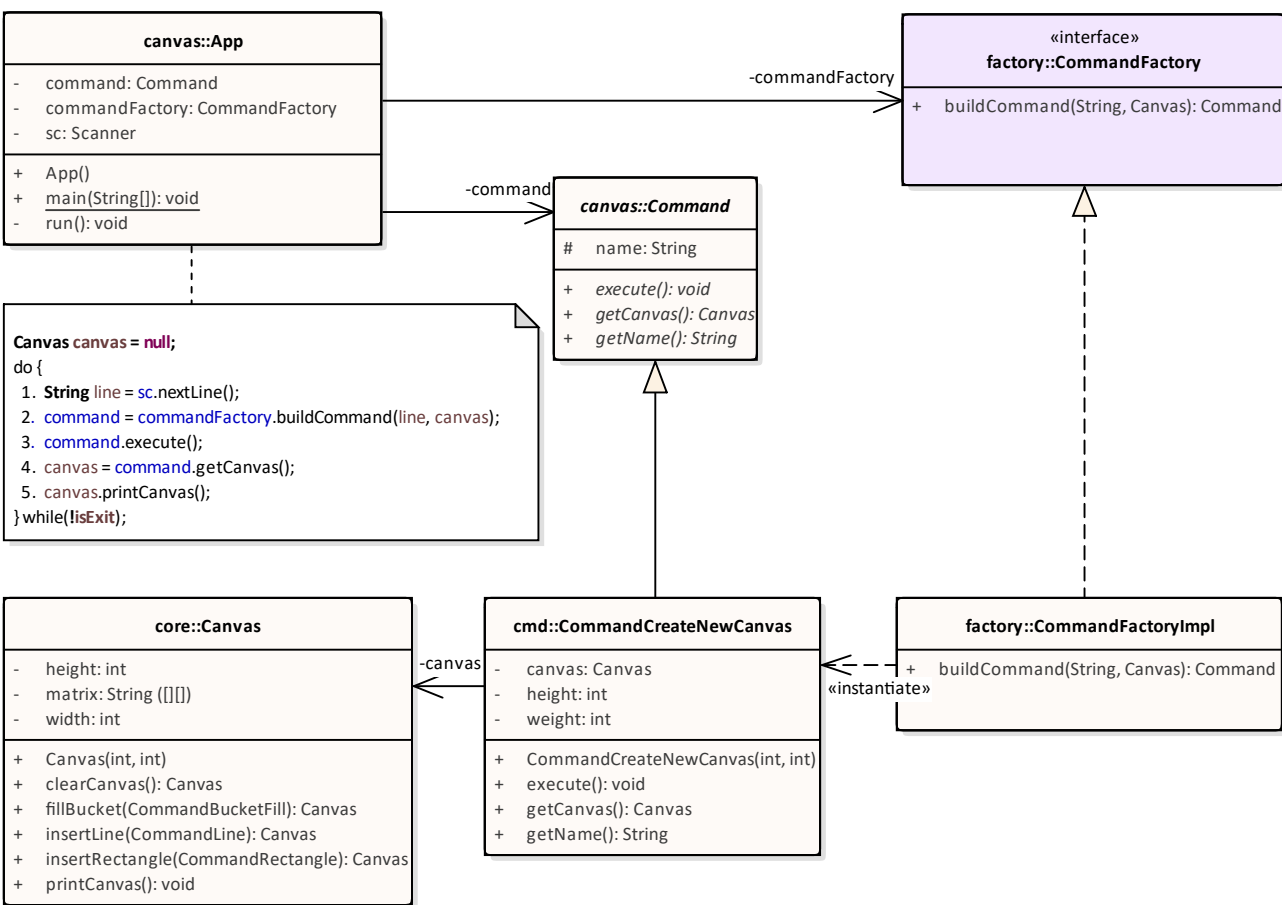 canvas::App
- command: Command
- commandFactory: CommandFactory
- sc: Scanner
+ App()
+ main(String[]): void
- run(): void
-commandFactory
«interface»
factory::CommandFactory
+ buildCommand(String, Canvas): Command
-command
canvas::Command
# name: String
+ execute(): void
+ getCanvas(): Canvas
+ getName(): String
Canvas canvas = null;
do {
1. String line = sc.nextLine();
2. command = commandFactory.buildCommand(line, canvas);
3. command.execute();
4. canvas = command.getCanvas();
5. canvas.printCanvas();
} while(!isExit);
core::Canvas
- height: int
- matrix: String ([][])
- width: int
+ Canvas(int, int)
+ clearCanvas(): Canvas
+ fillBucket(CommandBucketFill): Canvas
+ insertLine(CommandLine): Canvas
+ insertRectangle(CommandRectangle): Canvas
+ printCanvas(): void
-canvas
cmd::CommandCreateNewCanvas
- canvas: Canvas
- height: int
- weight: int
+ CommandCreateNewCanvas(int, int)
+ execute(): void
+ getCanvas(): Canvas
+ getName(): String
«instantiate»
factory::CommandFactoryImpl
+ buildCommand(String, Canvas): Command